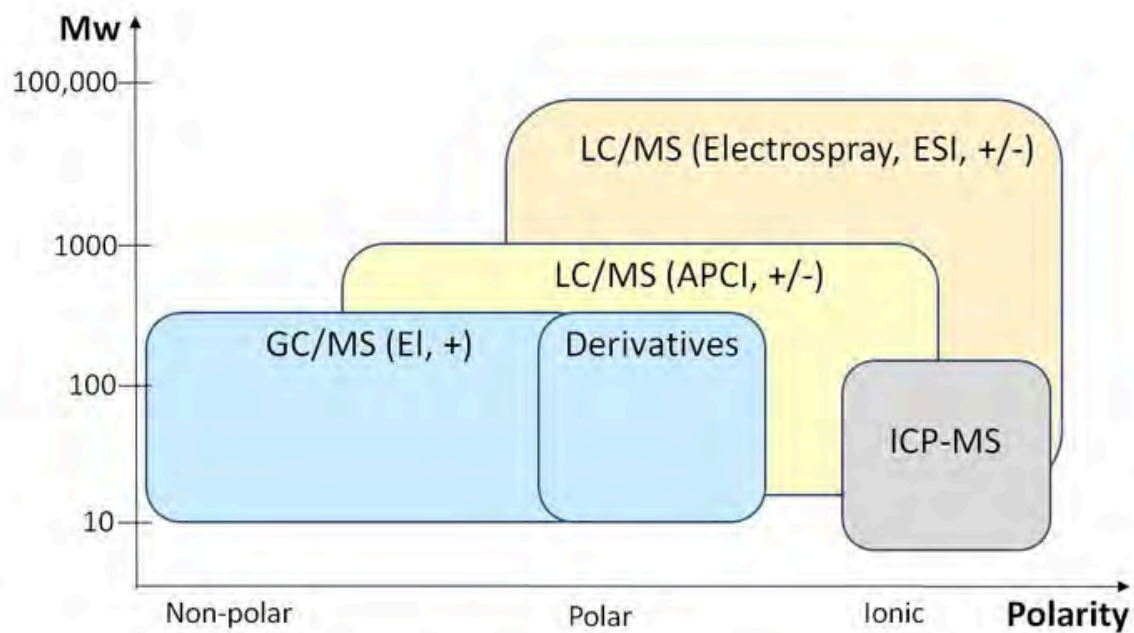 Mw
100,000
LC/MS (Electrospray, ESI, +/-)
1000
LC/MS (APCI, +/-)
GC/MS (EI, +)
Derivatives
100
ICP-MS
10
Non-polar
Polar
Ionic
Polarity